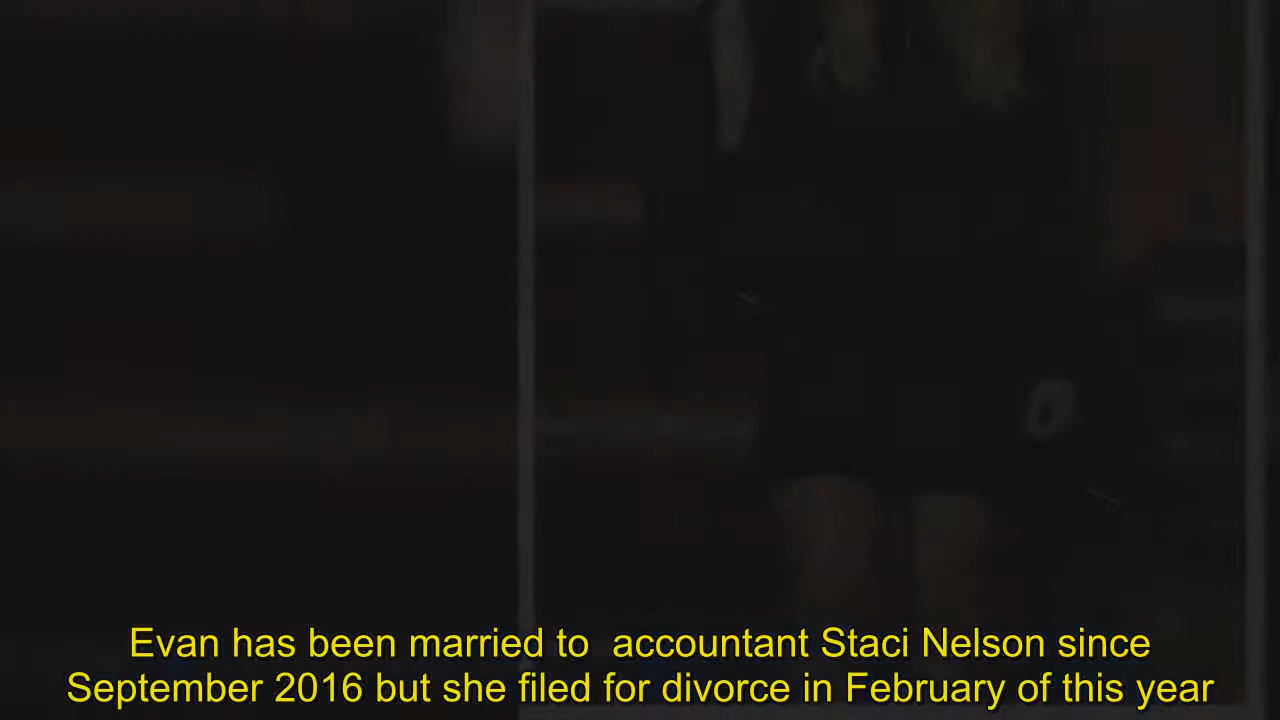 Evan has been married to  accountant Staci Nelson since
September 2016 but she filed for divorce in February of this year